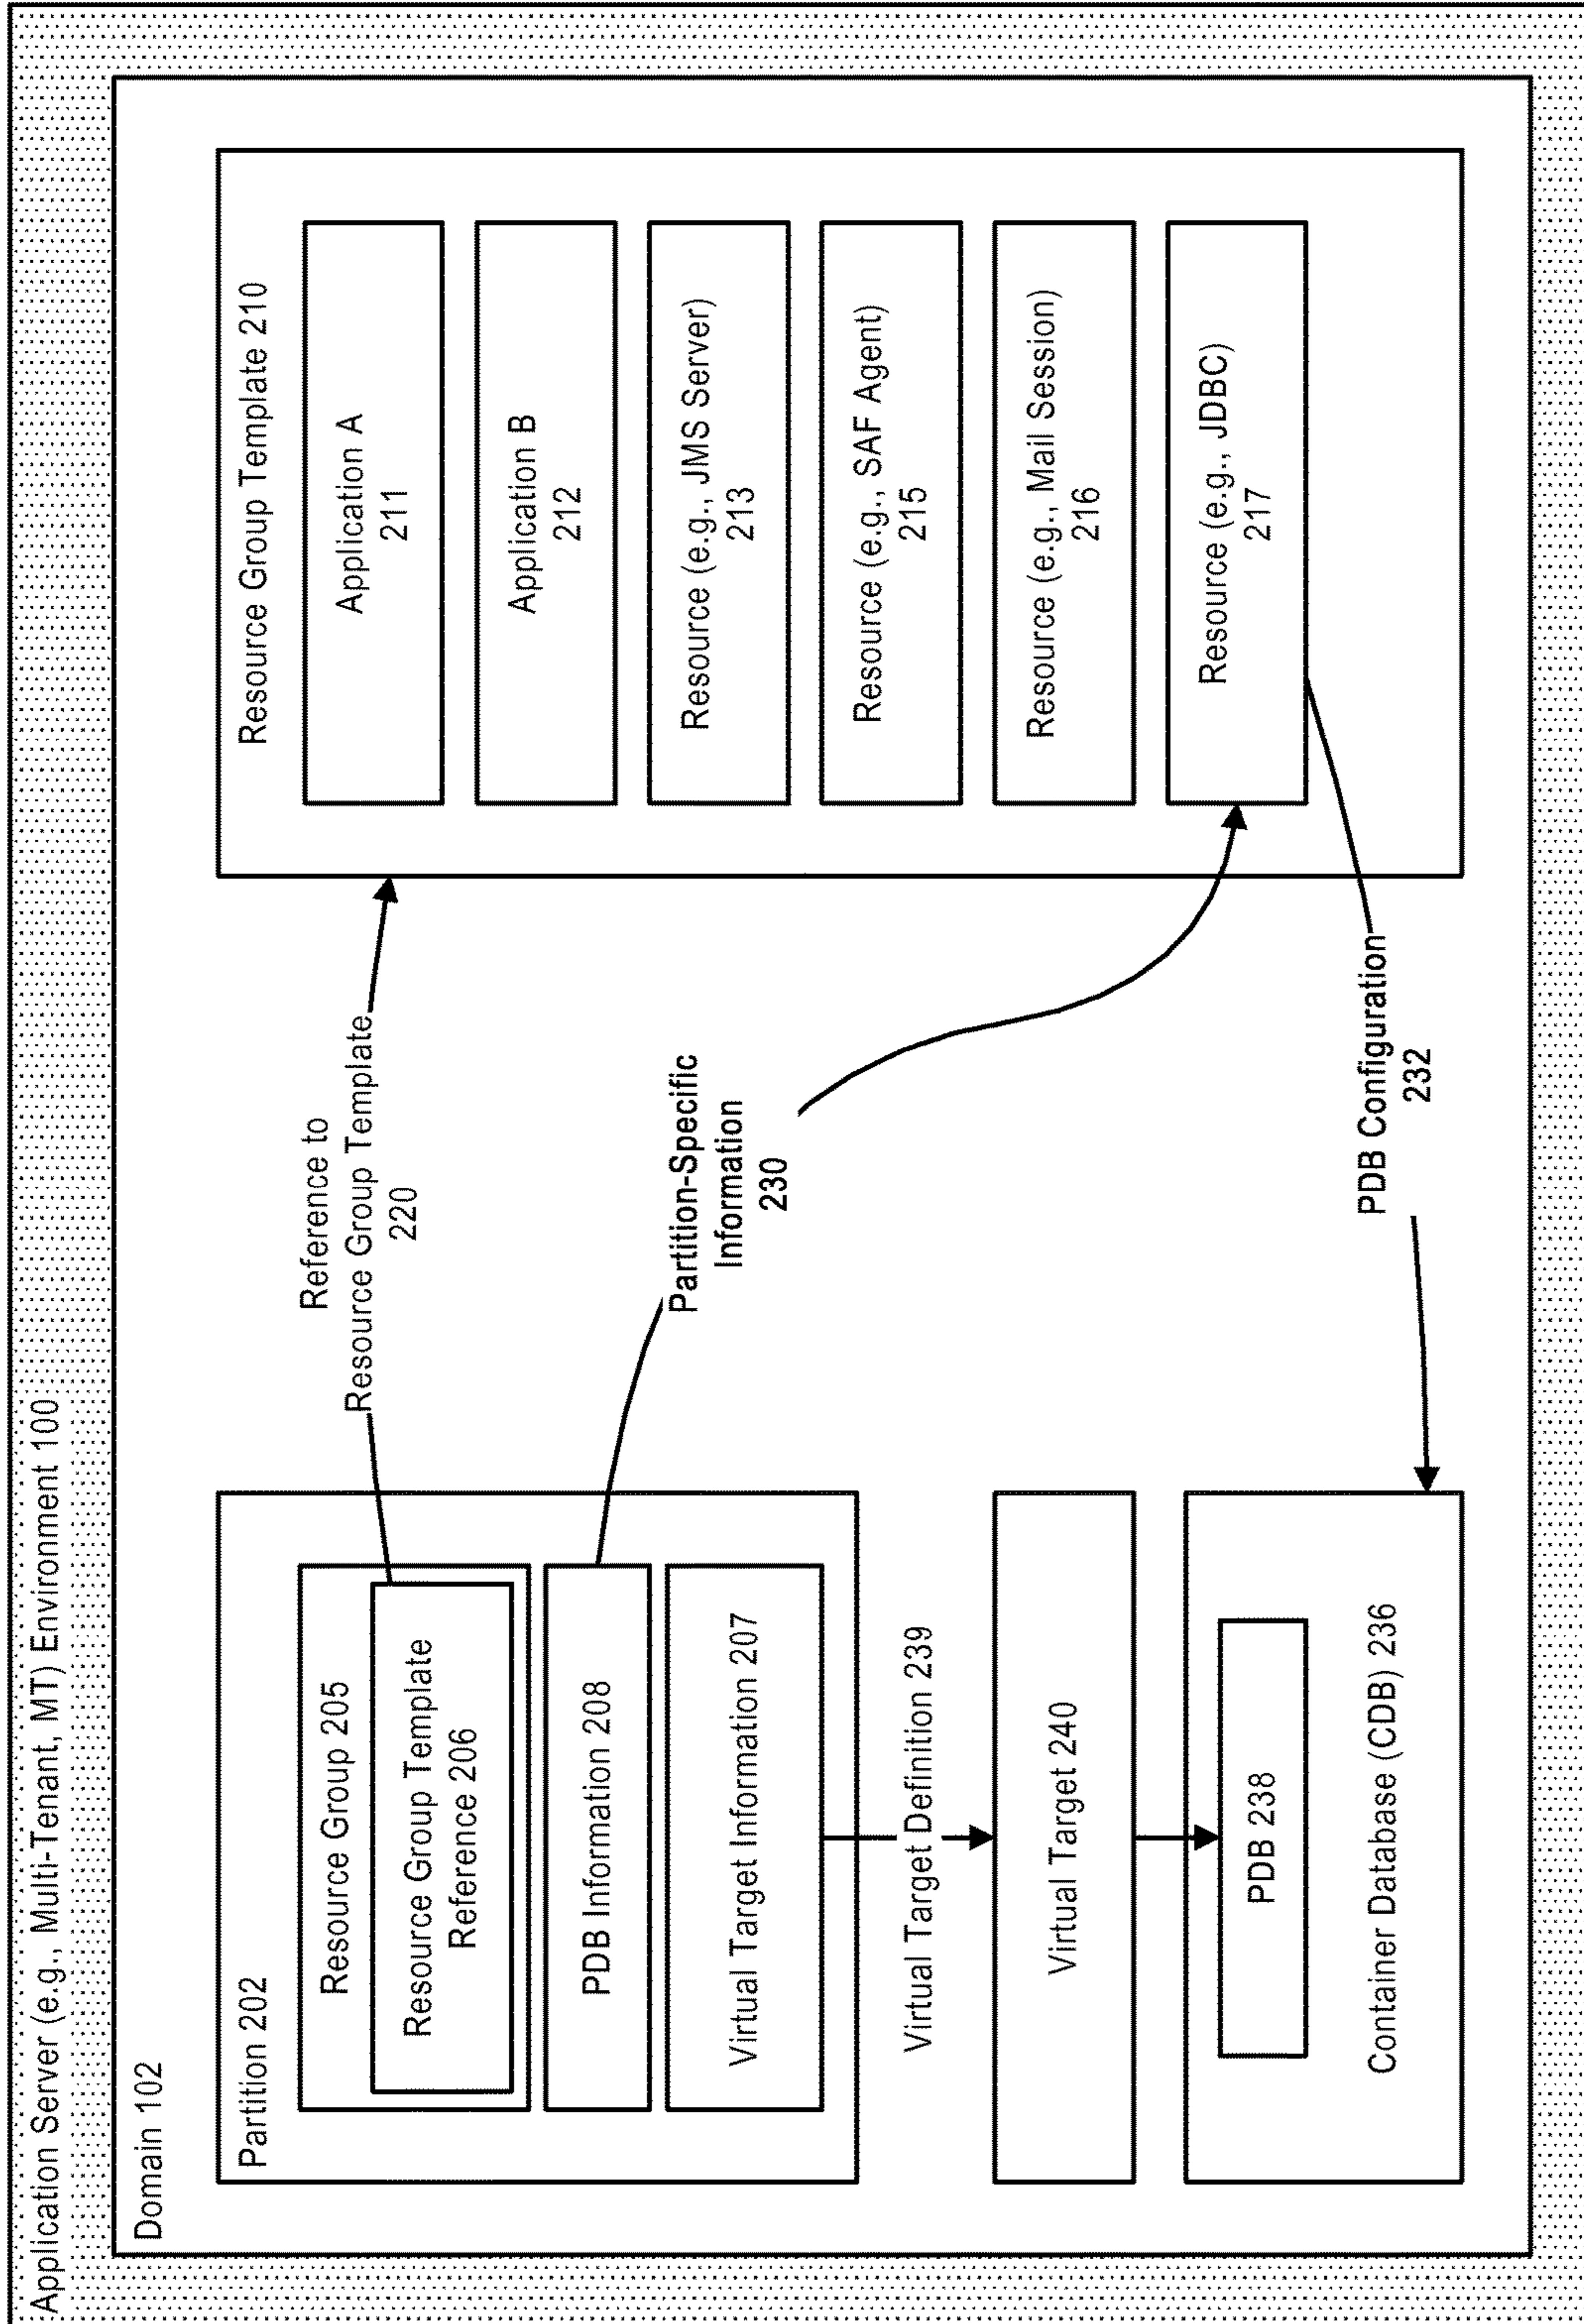 Application Server (e.g., Multi-Tenant, MT) Environment 100
Domain 102
Partition 202
Resource Group 205
Resource Group Template
Reference 206
PDB Information 208
Virtual Target Information 207
Virtual Target Definition 239
Virtual Target 240
PDB 238
Container Database (CDB) 236
Reference to
Resource Group Template
220
Partition-Specific
Information
230
PDB Configuration
232
Resource Group Template 210
Application A
211
Application B
212
Resource (e.g., JMS Server)
213
Resource (e.g., SAF Agent)
215
Resource (e.g., Mail Session)
216
Resource (e.g., JDBC)
217